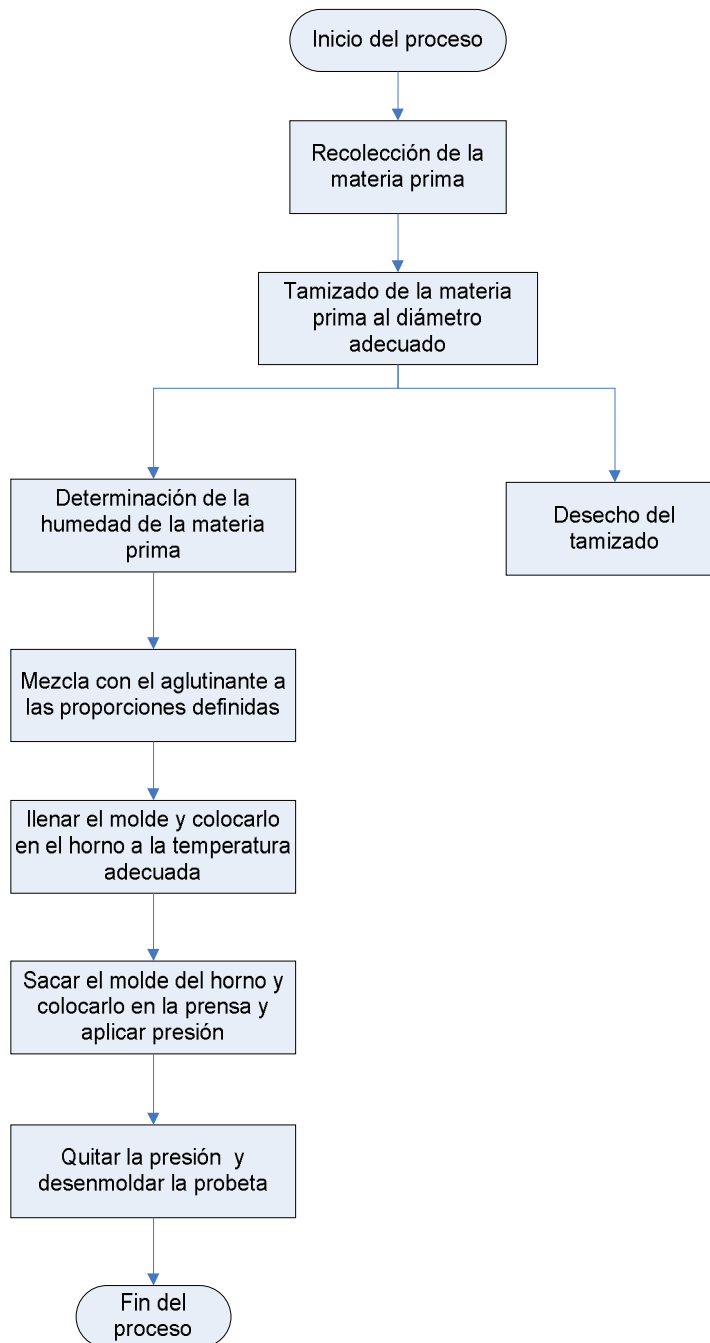 Inicio del proceso
Recolección de la
materia prima
Tamizado de la materia
prima al diámetro
adecuado
Determinación de la
humedad de la materia
prima
Desecho del
tamizado
Mezcla con el aglutinante a
las proporciones definidas
llenar el molde y colocarlo
en el horno a la temperatura
adecuada
Sacar el molde del horno y
colocarlo en la prensa y
aplicar presión
Quitar la presión y
desenmoldar la probeta
Fin del
proceso